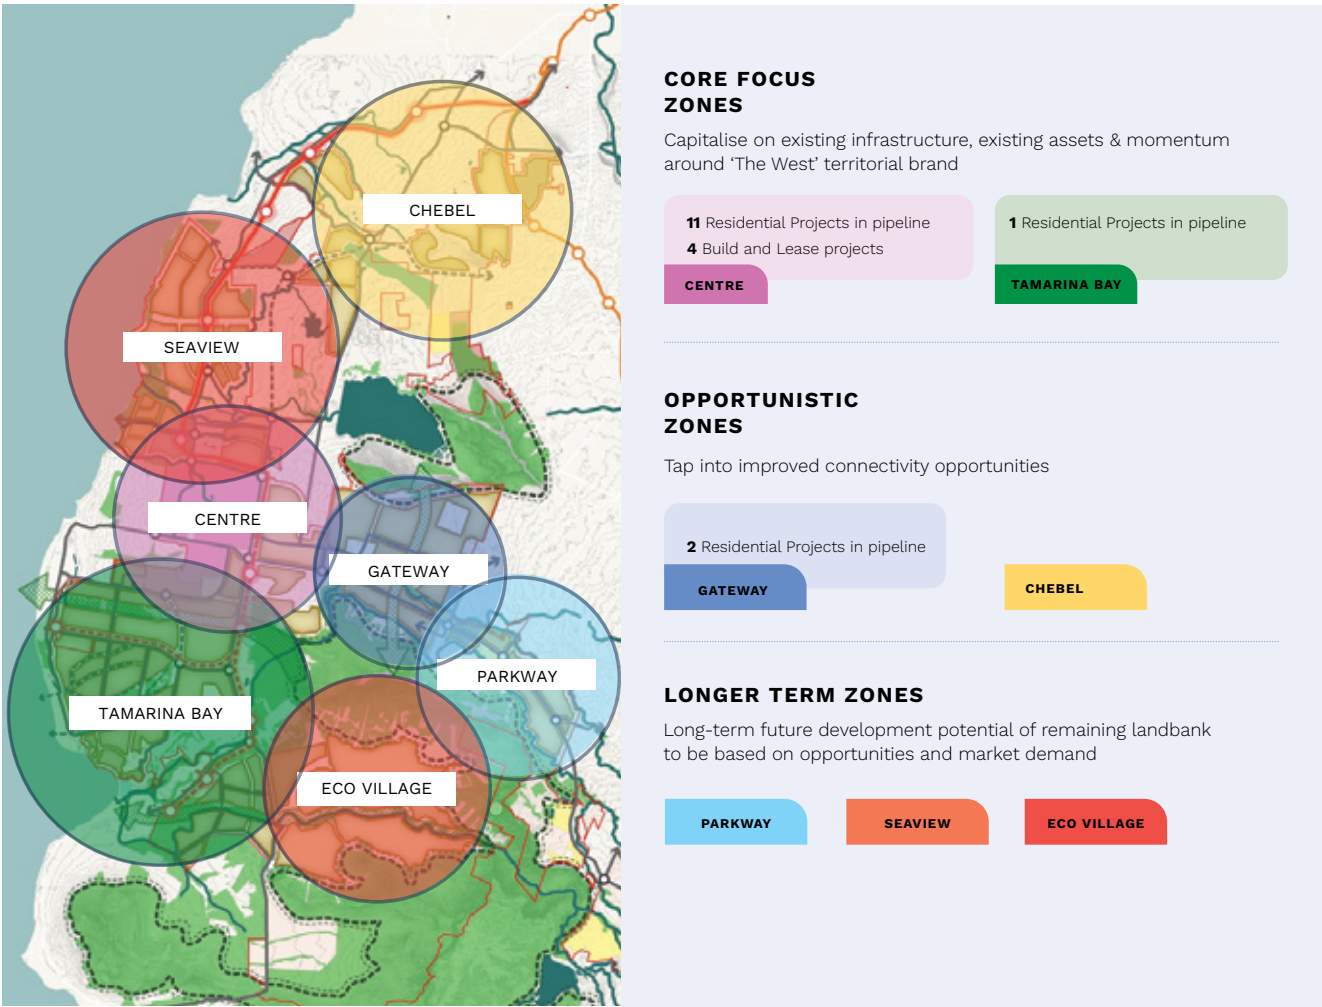 CHEBEL
SEAVIEW
CENTRE
GATEWAY
PARKWAY
TAMARINA BAY
ECO VILLAGE
CORE FOCUS
ZONES
Capitalise on existing infrastructure, existing assets & momentum
around ‘The West’ territorial brand
11 Residential Projects in pipeline
4 Build and Lease projects
CENTRE
1 Residential Projects in pipeline
TAMARINA BAY
OPPORTUNISTIC
ZONES
Tap into improved connectivity opportunities
2 Residential Projects in pipeline
GATEWAY
CHEBEL
LONGER TERM ZONES
Long-term future development potential of remaining landbank
to be based on opportunities and market demand
PARKWAY
SEAVIEW
ECO VILLAGE